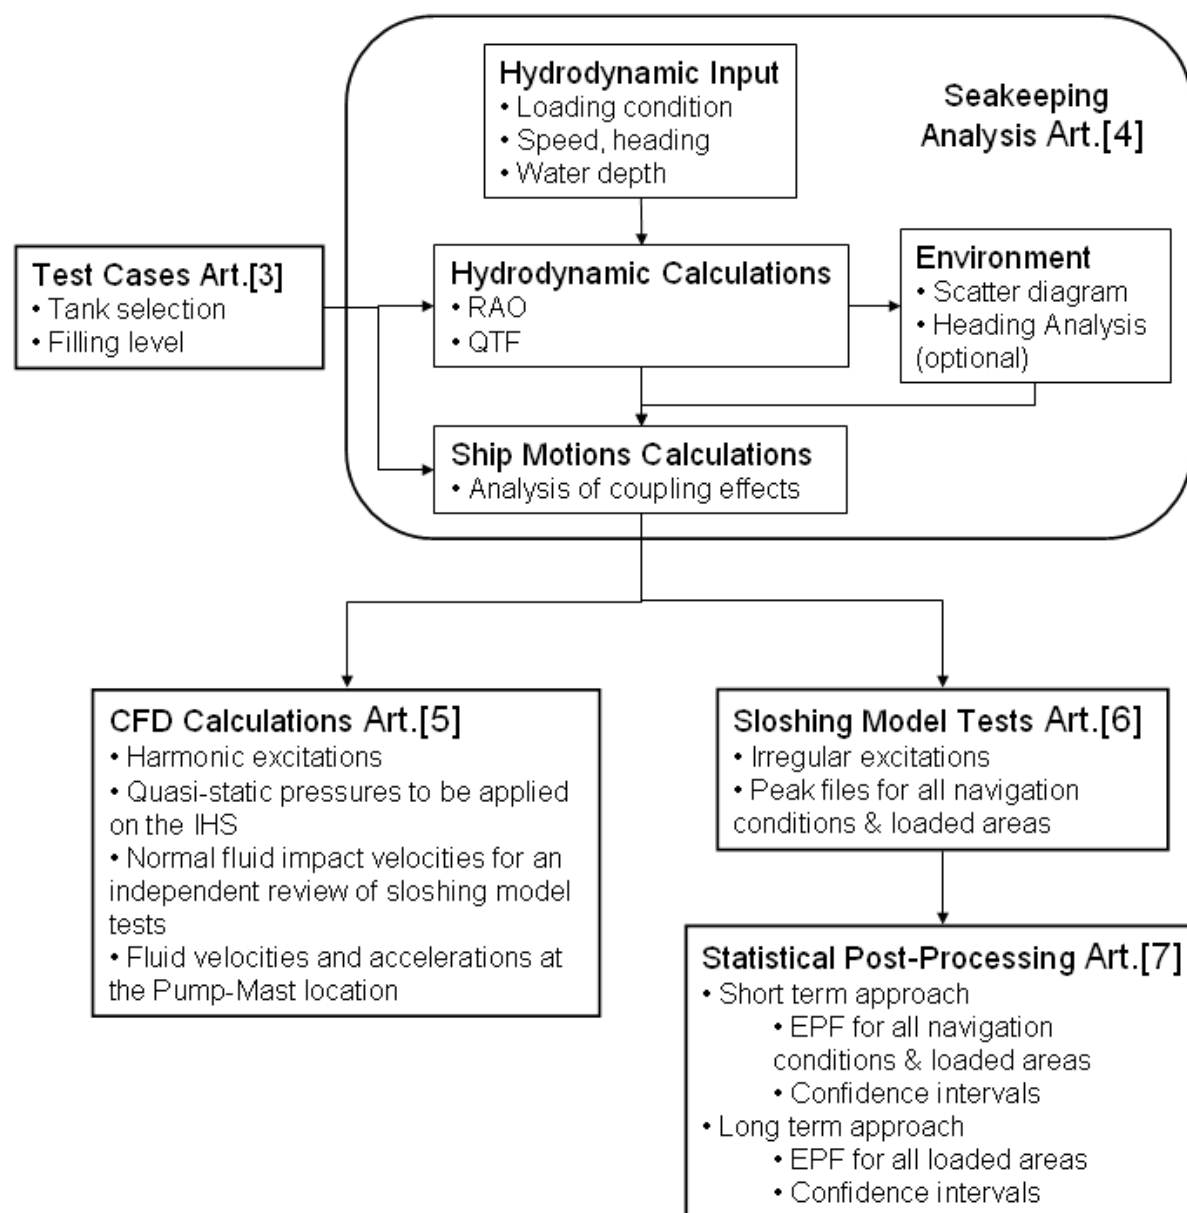 Hydrodynamic Input
• Loading condition
• Speed, heading
• Water depth
Seakeeping
Analysis Art.[4]
Test Cases Art.[3]
• Tank selection
• Filling level
Hydrodynamic Calculations
• RAO
• QTF
Environment
• Scatter diagram
• Heading Analysis
(optional)
Ship Motions Calculations
• Analysis of coupling effects
CFD Calculations Art.[5]
• Harmonic excitations
• Quasi-static pressures to be applied
on the IHS
• Normal fluid impact velocities for an
independent review of sloshing model
tests
• Fluid velocities and accelerations at
the Pump-Mast location
Sloshing Model Tests Art.[6]
• Irregular excitations
• Peak files for all navigation
conditions & loaded areas
Statistical Post-Processing Art.[7]
• Short term approach
• EPF for all navigation
conditions & loaded areas
• Confidence intervals
• Long term approach
• EPF for all loaded areas
• Confidence intervals